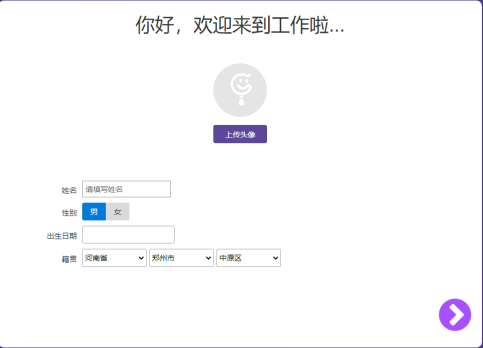 你好，欢迎来到工作啦...
上传头像
姓名 请填写姓名
性别 男 女
出生日期
籍贯 河南省 郑州市 中原区